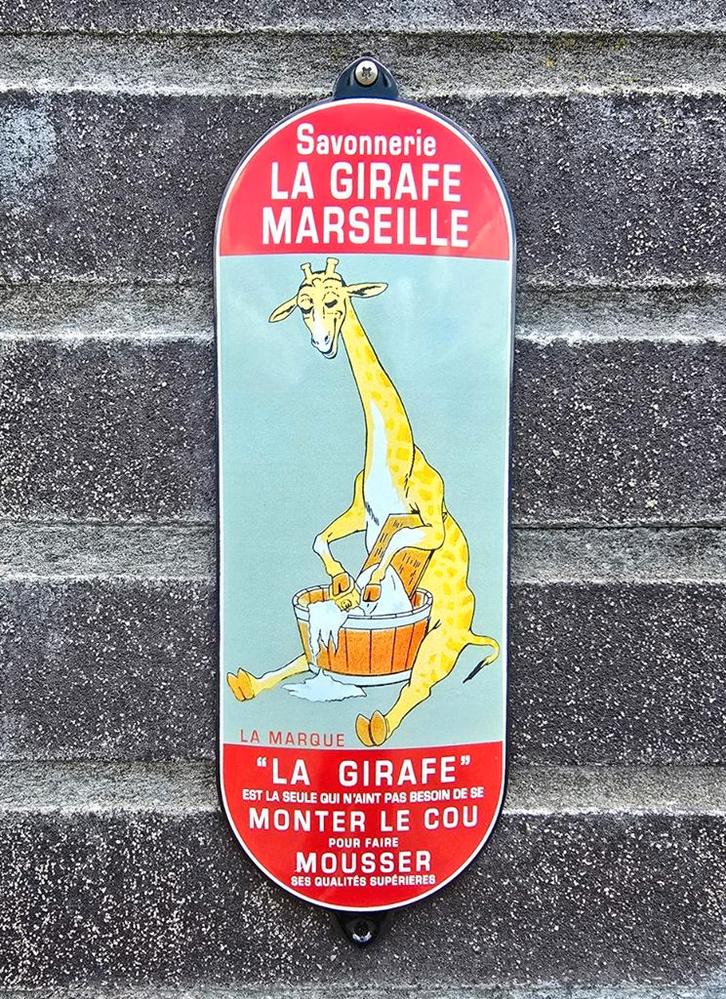 Savonnerie
LA GIRAFE
MARSEILLE
LA MARQUE
"LA GIRAFE"
EST LA SEULE QUI N'AINT PAS BESOIN DE SE
MONTER LE COU
POUR FAIRE
MOUSSER
SES QUALITÉS SUPÉRIERES